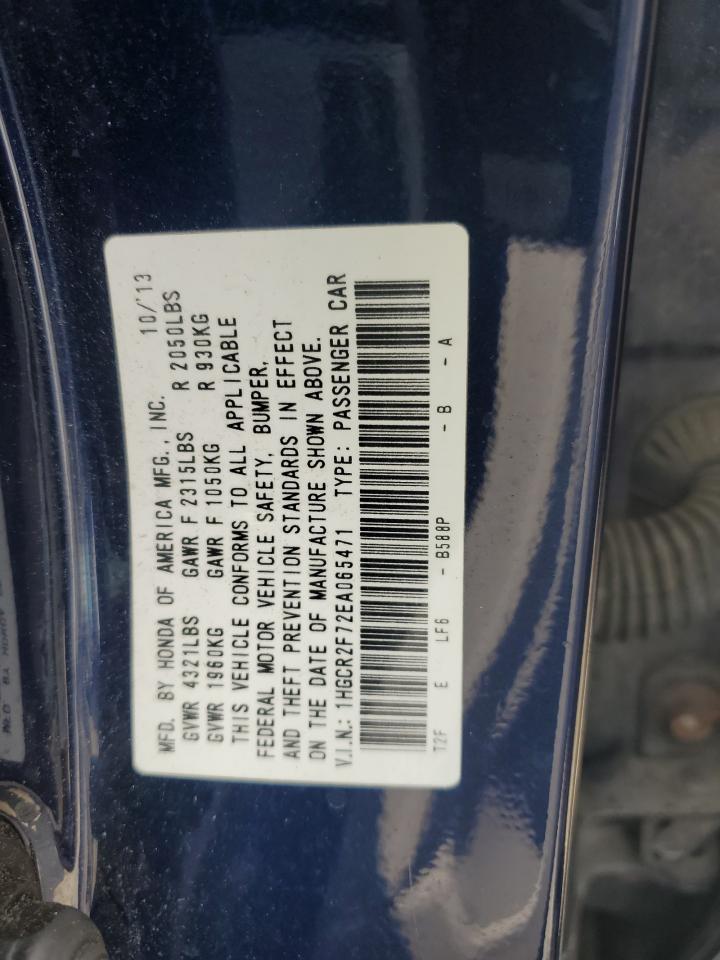 MFD. BY HONDA OF AMERICA MFG., INC. 10/'13
GVWR 4321LBS GAWR F 2315LBS R 2050LBS
GVWR 1960KG GAWR F 1050KG R 930KG
THIS VEHICLE CONFORMS TO ALL APPLICABLE
FEDERAL MOTOR VEHICLE SAFETY, BUMPER,
AND THEFT PREVENTION STANDARDS IN EFFECT
ON THE DATE OF MANUFACTURE SHOWN ABOVE.
V.I.N.: 1HGCR2F72EA065471 TYPE: PASSENGER CAR
T2F E LF6 - B588P - B - A